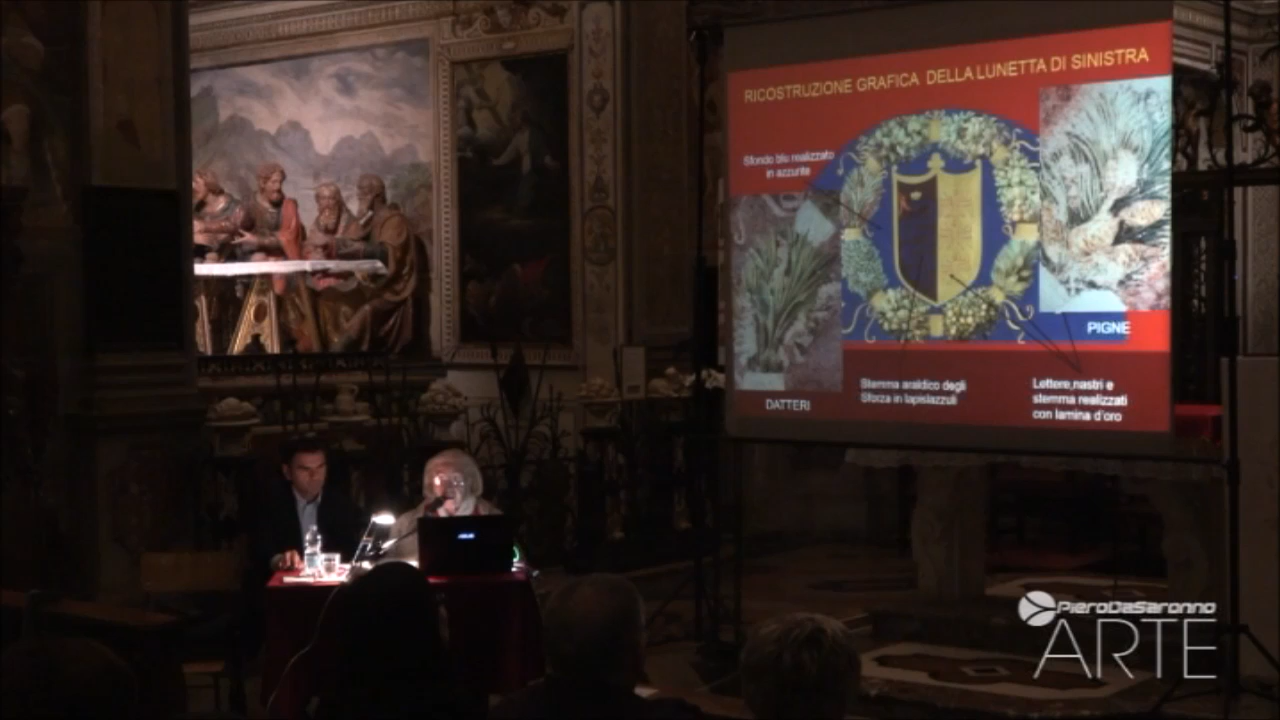 RICOSTRUZIONE GRAFICA DELLA LUNETTA DI SINISTRA
Sfondo blu realizzato
in azzurite
PIGNE
DATTERI
Stemma araldico degli
Sforza in lapislazzuli
Lettere,nastri e
stemma realizzati
con lamina d'oro
PieroDaSaronno
ARTE